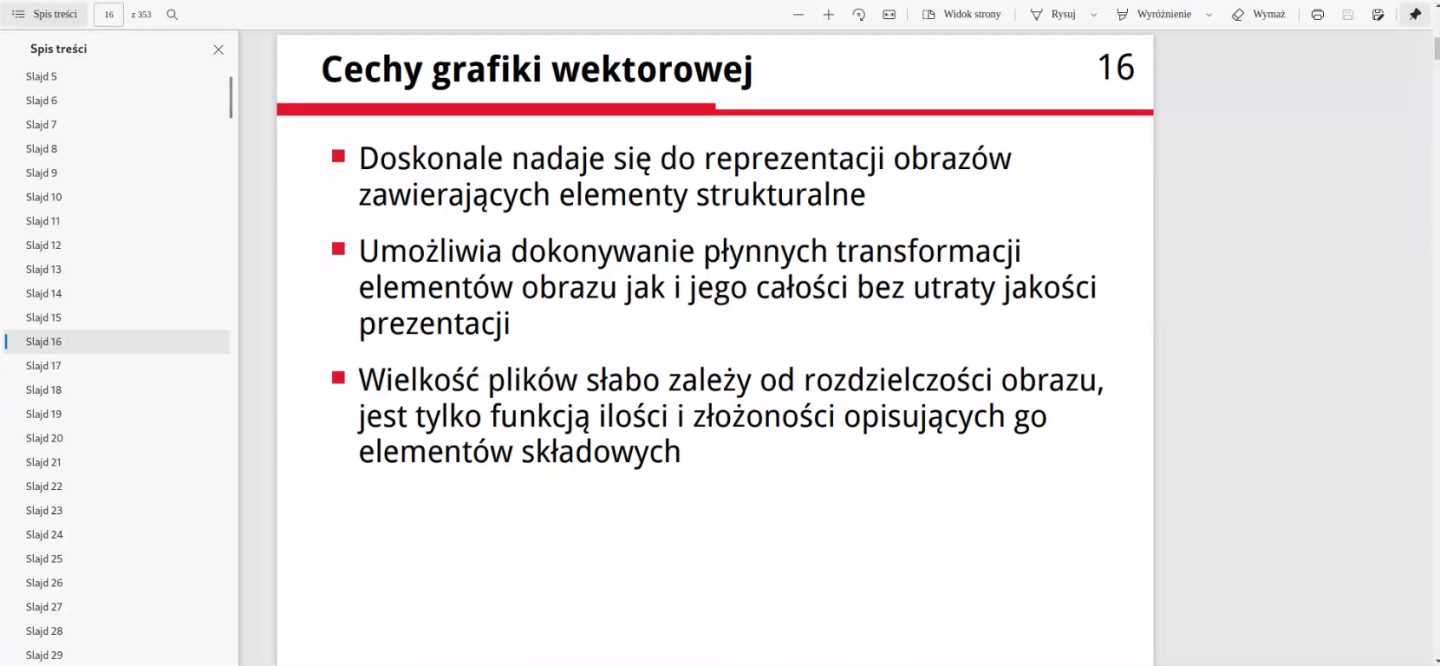 Spis treści
16
z 353
Widok strony
Rysuj
Wyróżnienie
Wymaż
Spis treści
Slajd 5
Slajd 6
Slajd 7
Slajd 8
Slajd 9
Slajd 10
Slajd 11
Slajd 12
Slajd 13
Slajd 14
Slajd 15
Slajd 16
Slajd 17
Slajd 18
Slajd 19
Slajd 20
Slajd 21
Slajd 22
Slajd 23
Slajd 24
Slajd 25
Slajd 26
Slajd 27
Slajd 28
Slajd 29
Cechy grafiki wektorowej
16
Doskonale nadaje się do reprezentacji obrazów
zawierających elementy strukturalne
Umożliwia dokonywanie płynnych transformacji
elementów obrazu jak i jego całości bez utraty jakości
prezentacji
Wielkość plików słabo zależy od rozdzielczości obrazu,
jest tylko funkcją ilości i złożoności opisujących go
elementów składowych